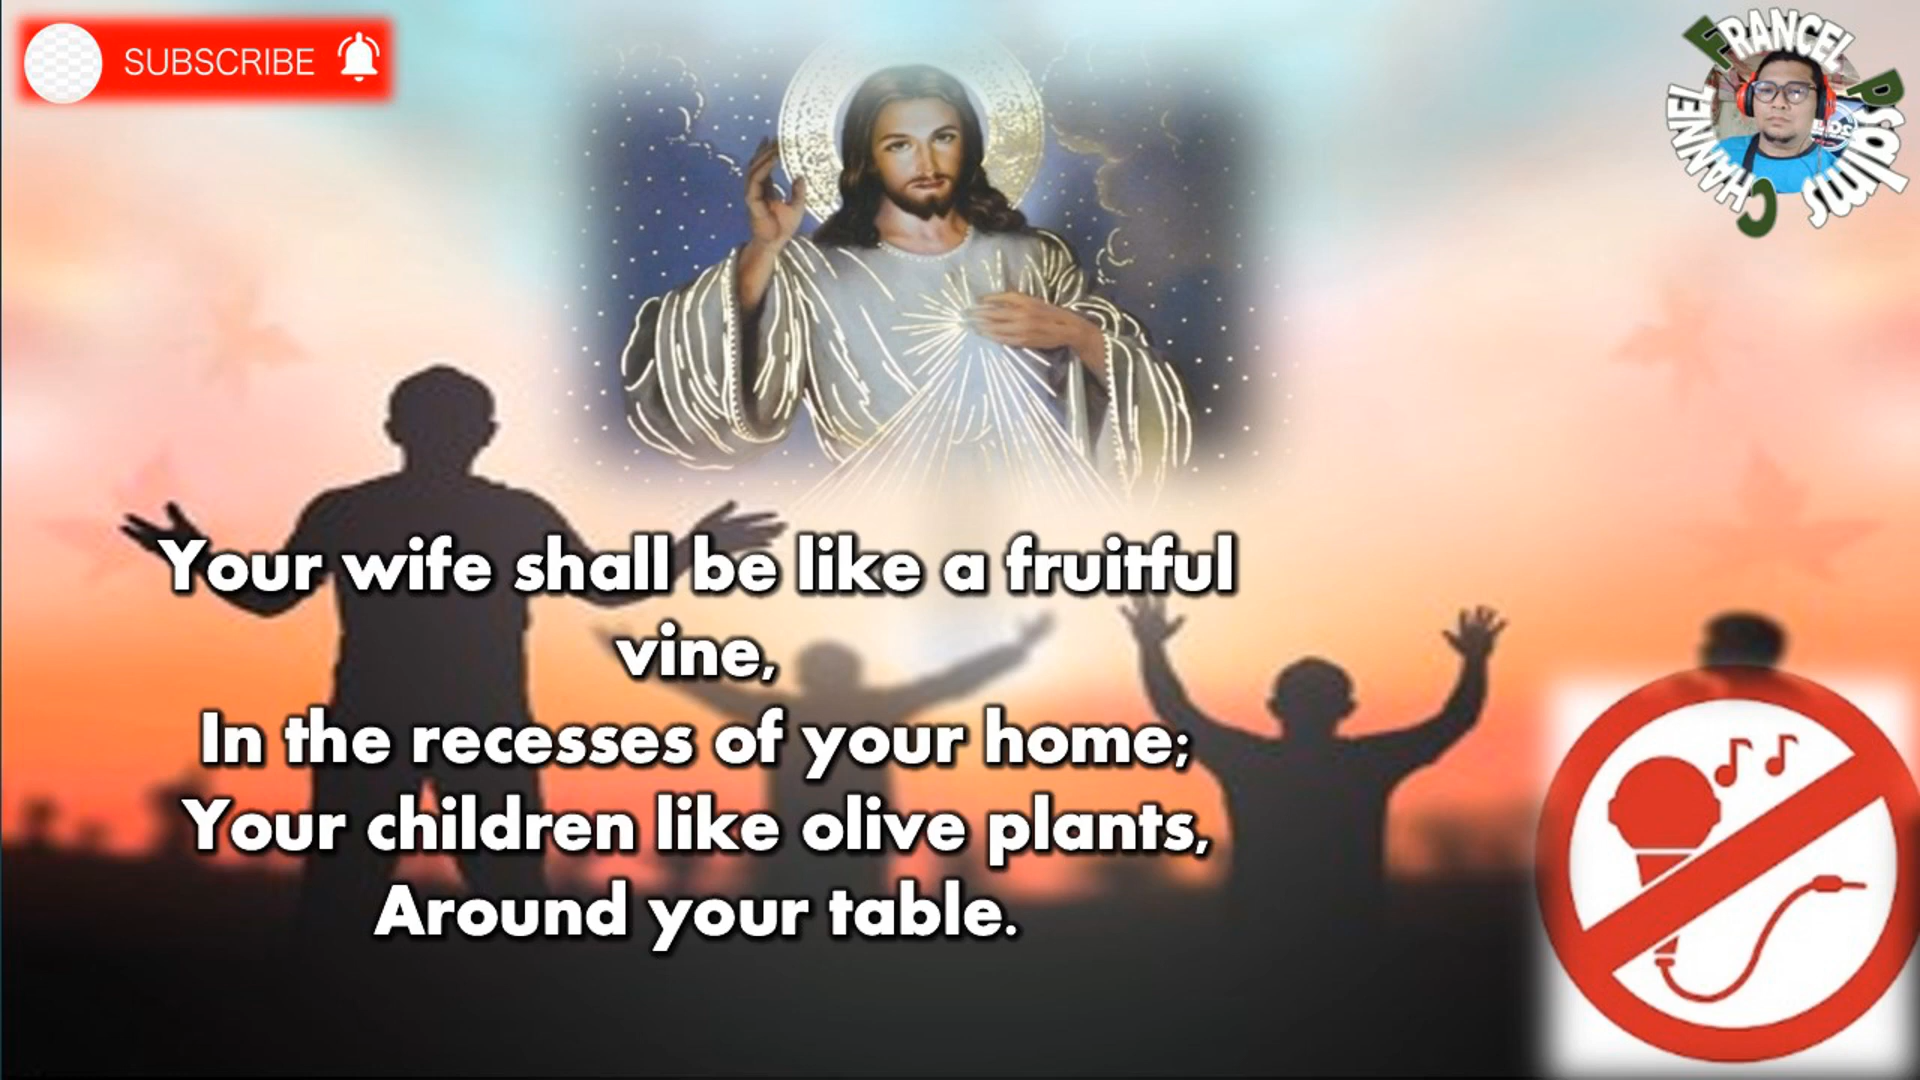 SUBSCRIBE
FRANCEL Psalms CHANNEL
Your wife shall be like a fruitful
vine,
In the recesses of your home;
Your children like olive plants,
Around your table.